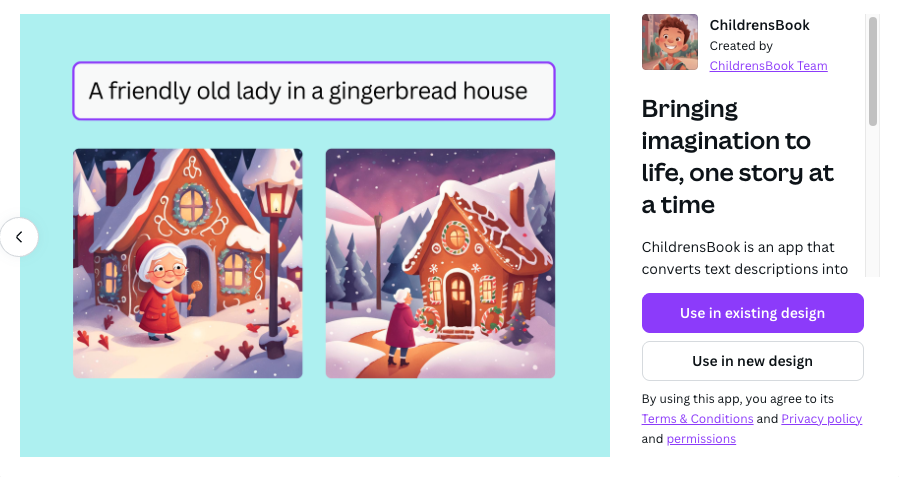 A friendly old lady in a gingerbread house
ChildrensBook
Created by
ChildrensBook Team
Bringing
imagination to
life, one story at
a time
ChildrensBook is an app that
converts text descriptions into
Use in existing design
Use in new design
By using this app, you agree to its
Terms & Conditions and Privacy policy
and permissions